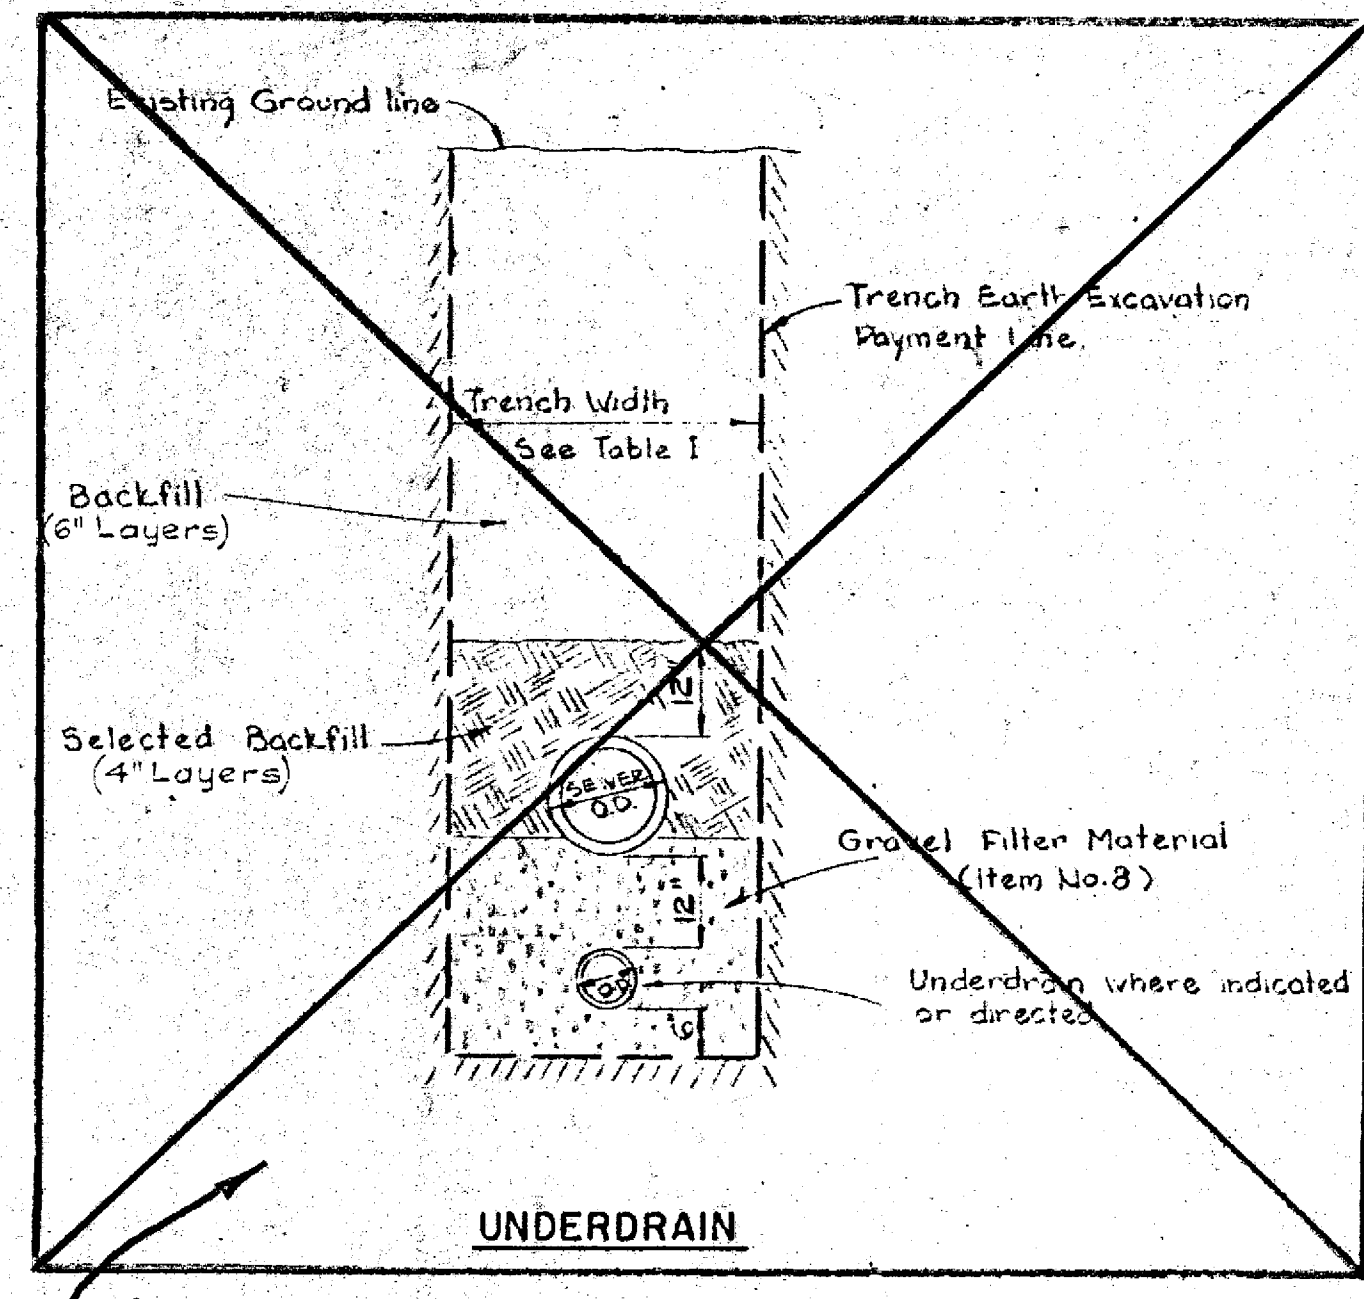 Existing Ground line
Trench Earth Excavation
Payment Line.
Trench Width
See Table I
Backfill
(6" Layers)
12"
Selected Backfill
(4" Layers)
SEWER
O.D.
Gravel Filter Material
(Item No.8)
12"
Underdrain where indicated
or directed
O.D.
6"
UNDERDRAIN